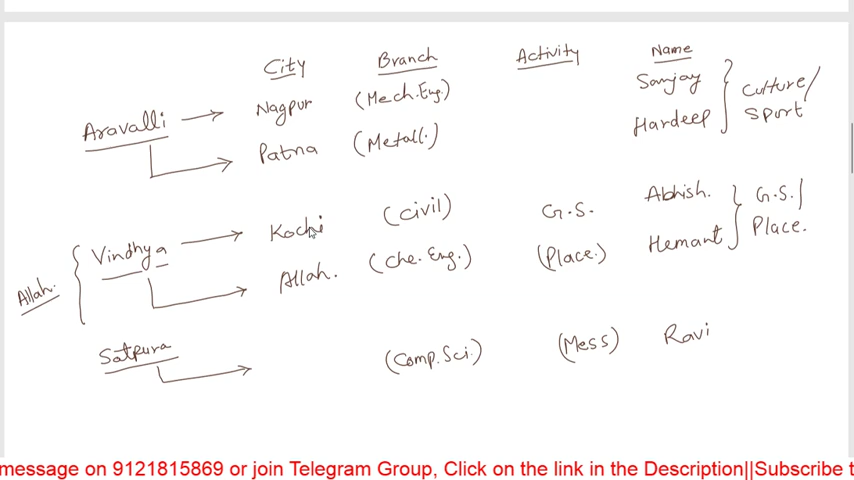 City Branch Activity Name
Aravalli → Nagpur (Mech.Eng.) Sanjay
Patna (Metall.) Hardeep
Culture/
Sport
Allah. Vindhya → Kochi (Civil) G.S. Abhish.
Allah. (Che. Eng.) (Place.) Hemant
G.S./
Place.
Satpura (Comp.Sci.) (Mess) Ravi
message on 9121815869 or join Telegram Group, Click on the link in the Description||Subscribe t